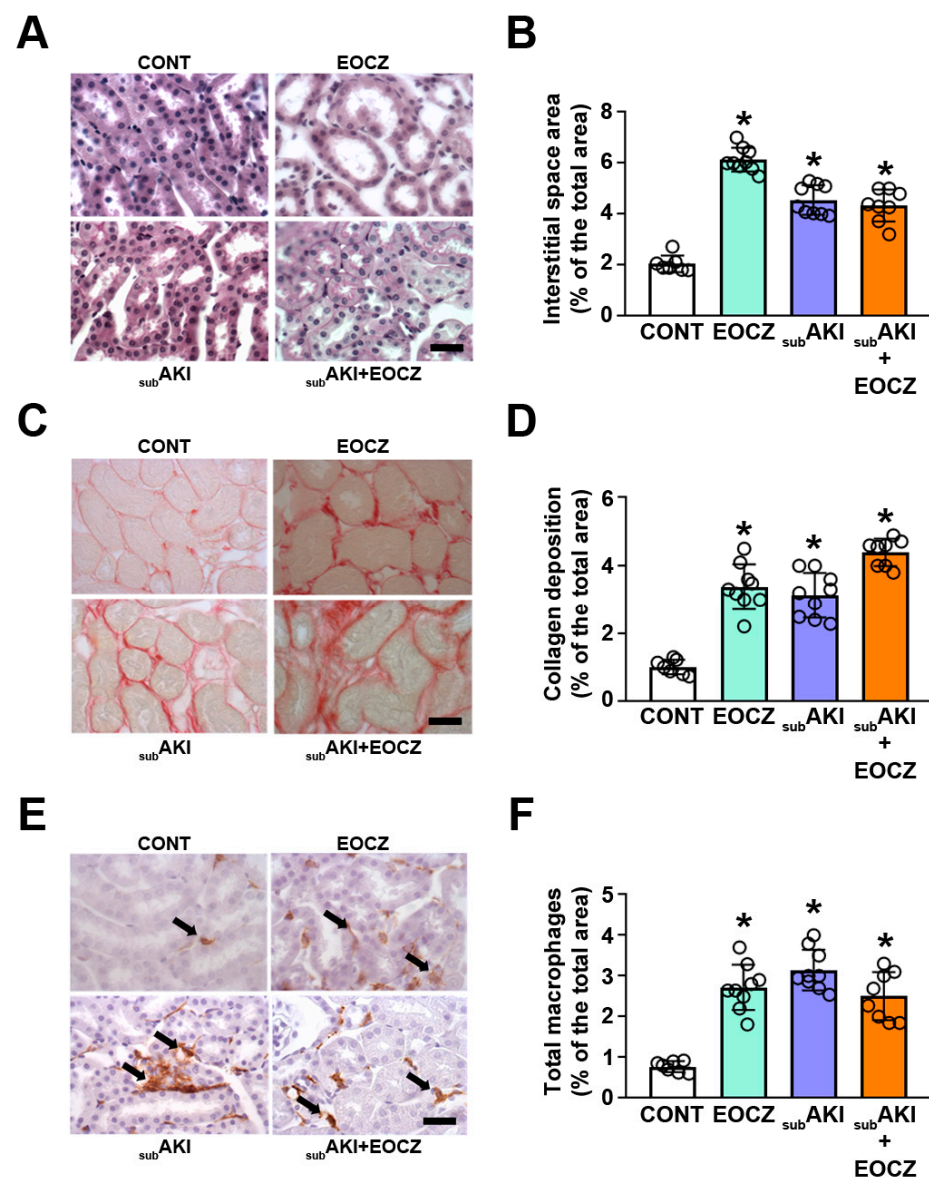 A
CONT
EOCZ
subAKI
subAKI+EOCZ
B
Interstitial space area
(% of the total area)
8
6
4
2
0
*
*
*
CONT EOCZ subAKI subAKI
+
EOCZ
C
CONT
EOCZ
subAKI
subAKI+EOCZ
D
Collagen deposition
(% of the total area)
6
4
2
0
*
*
*
CONT EOCZ subAKI subAKI
+
EOCZ
E
CONT
EOCZ
subAKI
subAKI+EOCZ
F
Total macrophages
(% of the total area)
5
4
3
2
1
0
*
*
*
CONT EOCZ subAKI subAKI
+
EOCZ